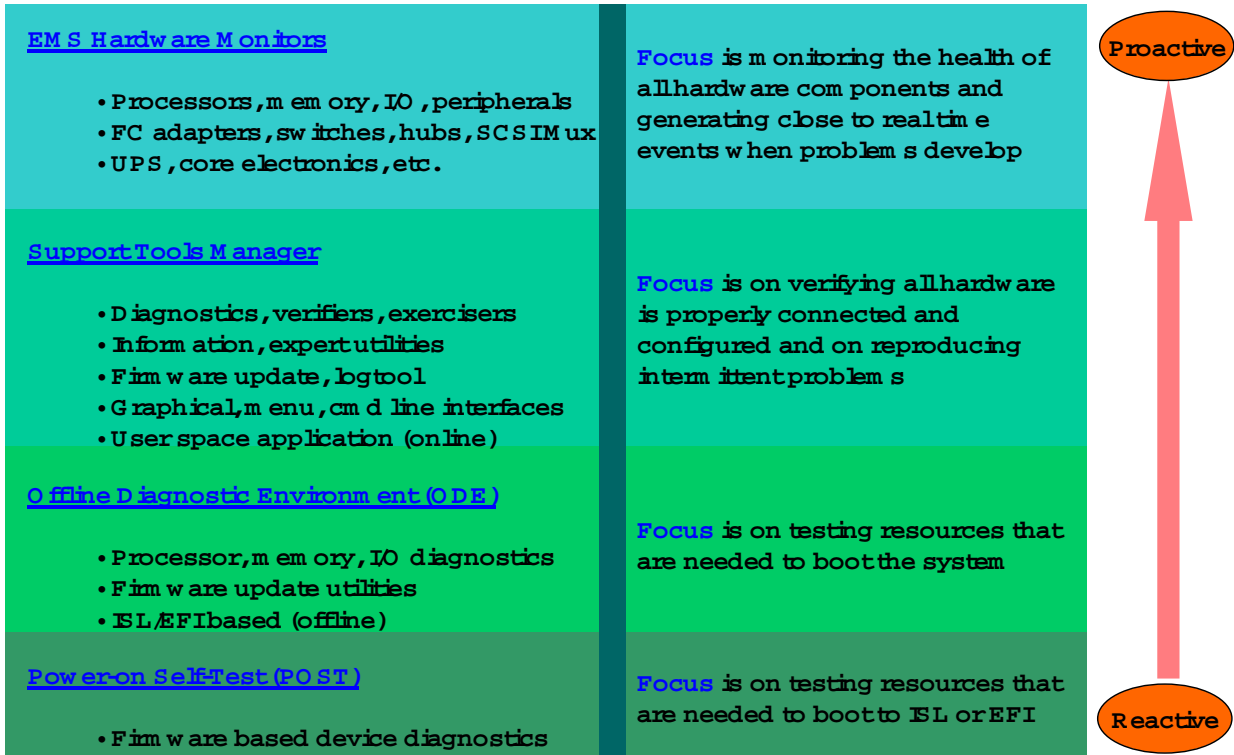 EMS Hardware Monitors
• Processors, memory, I/O, peripherals
• FC adapters, switches, hubs, SCSI Mux
• UPS, core electronics, etc.
Focus is monitoring the health of
all hardware components and
generating close to real time
events when problems develop
Support Tools Manager
• Diagnostics, verifiers, exercisers
• Information, expert utilities
• Firmware update, logtool
• Graphical, menu, cmd line interfaces
• User space application (online)
Focus is on verifying all hardware
is properly connected and
configured and on reproducing
intermittent problems
Offline Diagnostic Environment (ODE)
• Processor, memory, I/O diagnostics
• Firmware update utilities
• ISL/EFI based (offline)
Focus is on testing resources that
are needed to boot the system
Power-on Self-Test (POST)
• Firmware based device diagnostics
Focus is on testing resources that
are needed to boot to ISL or EFI
Proactive
Reactive